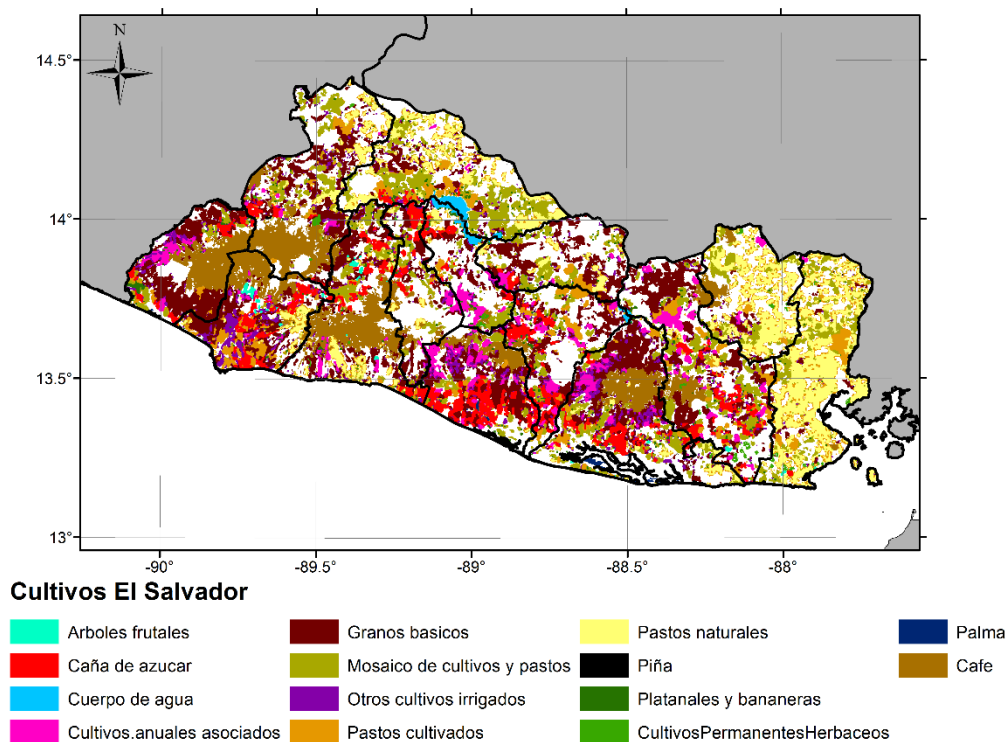 N
14.5°
14°
13.5°
13°
-90° -89.5° -89° -88.5° -88°
Cultivos El Salvador
Arboles frutales Granos basicos Pastos naturales Palma
Caña de azucar Mosaico de cultivos y pastos Piña Cafe
Cuerpo de agua Otros cultivos irrigados Platanales y bananeras
Cultivos.anuales asociados Pastos cultivados CultivosPermanentesHerbaceos